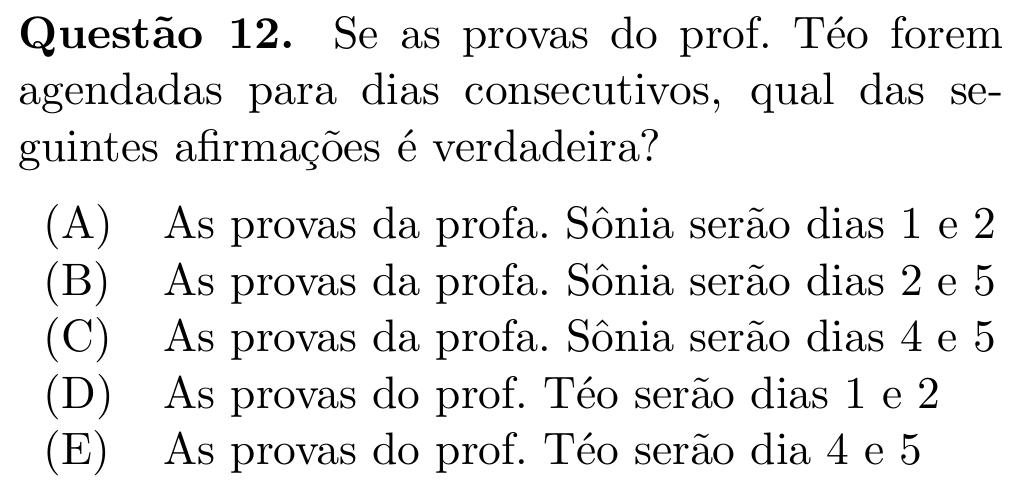 Questão 12. Se as provas do prof. Téo forem
agendadas para dias consecutivos, qual das se-
guintes afirmações é verdadeira?
(A) As provas da profa. Sônia serão dias 1 e 2
(B) As provas da profa. Sônia serão dias 2 e 5
(C) As provas da profa. Sônia serão dias 4 e 5
(D) As provas do prof. Téo serão dias 1 e 2
(E) As provas do prof. Téo serão dia 4 e 5